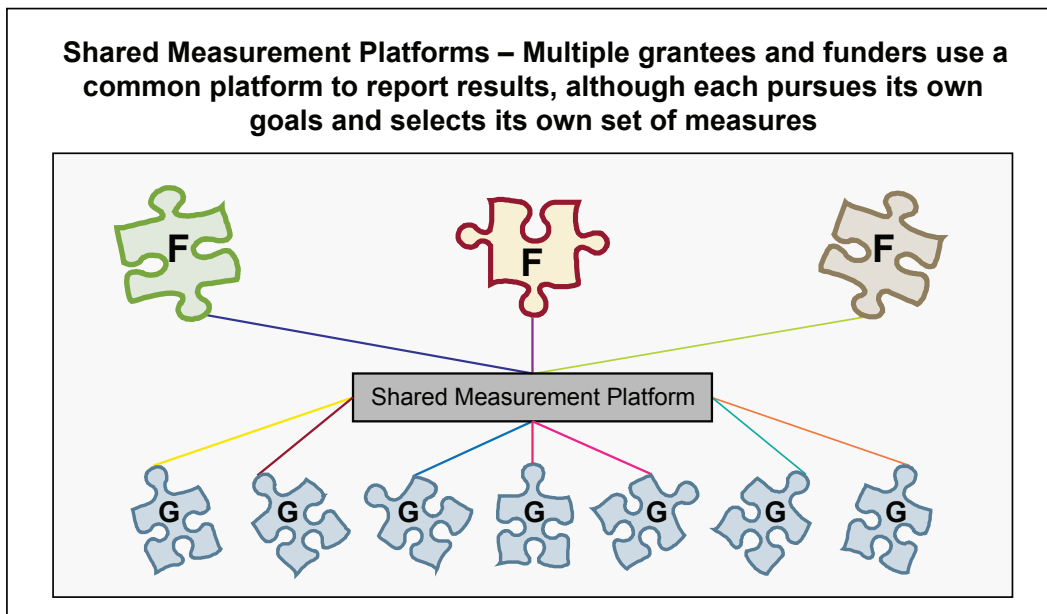 Shared Measurement Platforms – Multiple grantees and funders use a
common platform to report results, although each pursues its own
goals and selects its own set of measures
F
F
F
Shared Measurement Platform
G
G
G
G
G
G
G